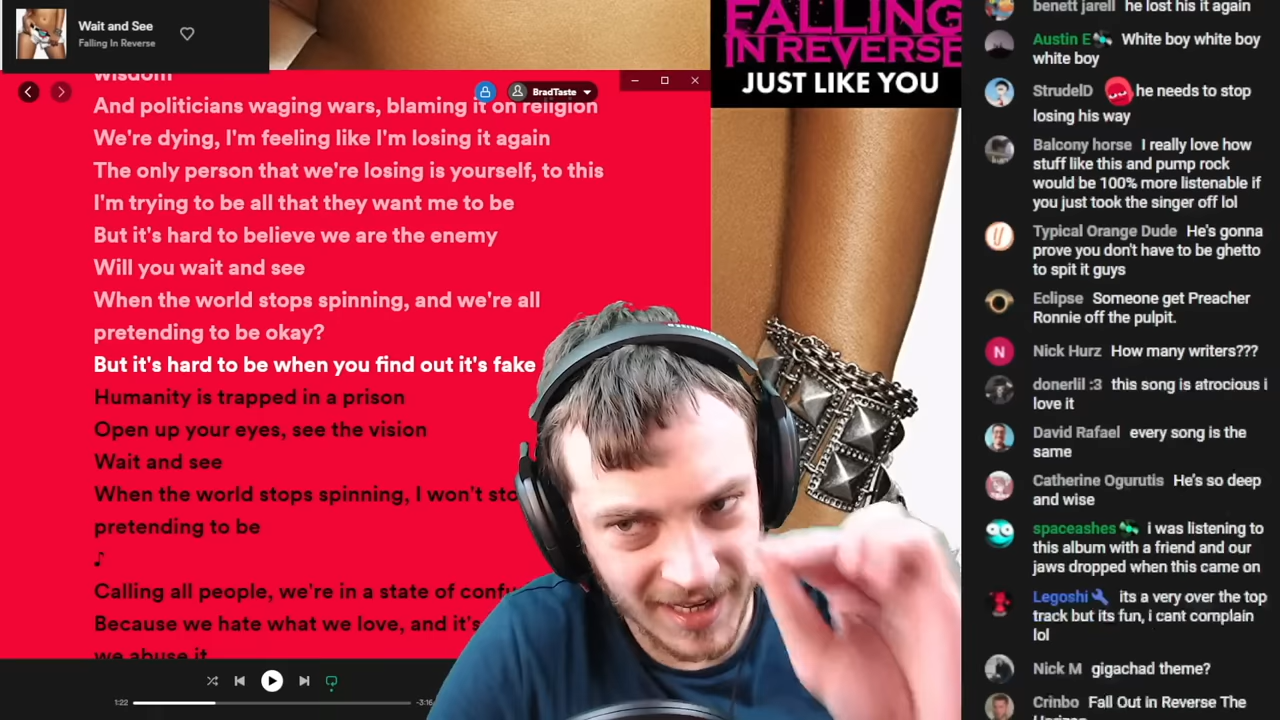 Wait and See
Falling In Reverse
wisdom
BradTaste
And politicians waging wars, blaming it on religion
We're dying, I'm feeling like I'm losing it again
The only person that we're losing is yourself, to this
I'm trying to be all that they want me to be
But it's hard to believe we are the enemy
Will you wait and see
When the world stops spinning, and we're all
pretending to be okay?
But it's hard to be when you find out it's fake
Humanity is trapped in a prison
Open up your eyes, see the vision
Wait and see
When the world stops spinning, I won't
pretending to be
♪
Calling all people, we're in a state of
Because we hate what we love, and it's
we abuse it
1:22
-3:16
FALLING
IN REVERSE
JUST LIKE YOU
benett jarell he lost his it again
Austin E White boy white boy
white boy
StrudelD he needs to stop
losing his way
Balcony horse I really love how
stuff like this and pump rock
would be 100% more listenable if
you just took the singer off lol
Typical Orange Dude He's gonna
prove you don't have to be ghetto
to spit it guys
Eclipse Someone get Preacher
Ronnie off the pulpit.
N
Nick Hurz How many writers???
donerlil :3 this song is atrocious i
love it
David Rafael every song is the
same
Catherine Ogurutis He's so deep
and wise
spaceashes i was listening to
this album with a friend and our
jaws dropped when this came on
Legoshi its a very over the top
track but its fun, i cant complain
lol
Nick M gigachad theme?
Crinbo Fall Out in Reverse The